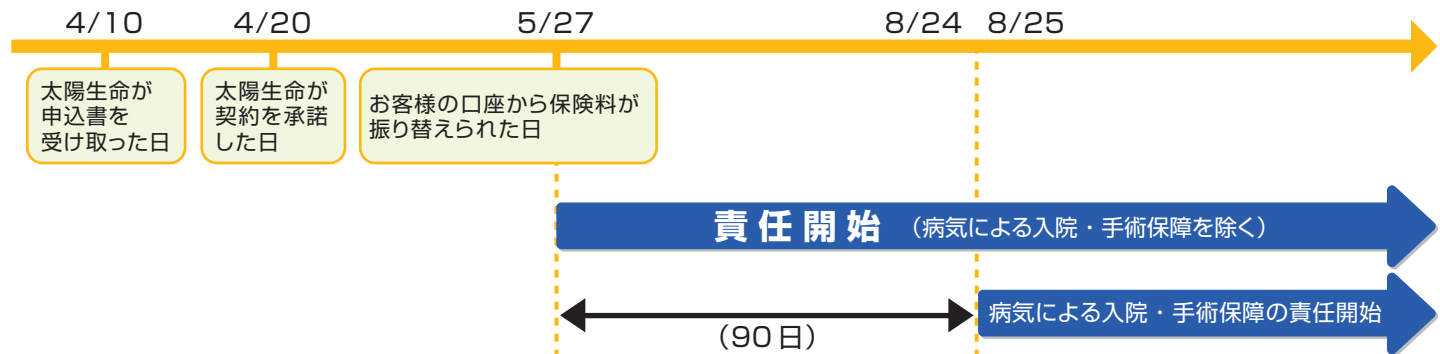 4/10
4/20
5/27
8/24
8/25
太陽生命が
申込書を
受け取った日
太陽生命が
契約を承諾
した日
お客様の口座から保険料が
振り替えられた日
責任開始 (病気による入院・手術保障を除く)
(90日)
病気による入院・手術保障の責任開始